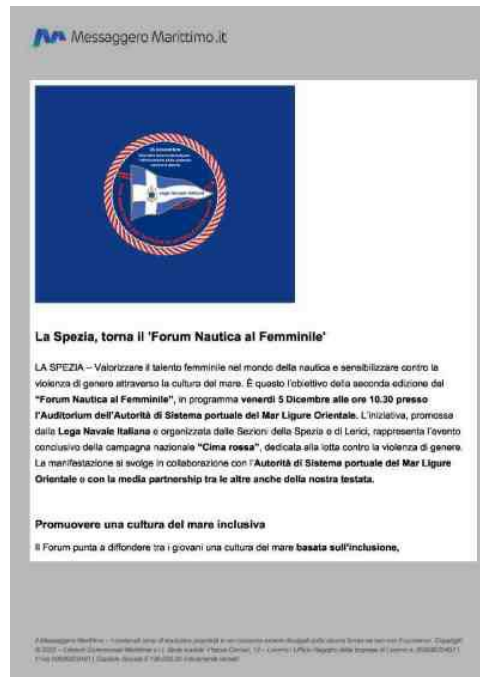 Messaggero Marittimo.it
Lega Navale Italiana
La Spezia, torna il 'Forum Nautica al Femminile'
LA SPEZIA – Valorizzare il talento femminile nel mondo della nautica e sensibilizzare contro la
violenza di genere attraverso la cultura del mare. È questo l'obiettivo della seconda edizione del
"Forum Nautica al Femminile", in programma venerdì 5 Dicembre alle ore 10.30 presso
l'Auditorium dell'Autorità di Sistema portuale del Mar Ligure Orientale. L'iniziativa, promossa
dalla Lega Navale Italiana e organizzata dalle Sezioni della Spezia e di Lerici, rappresenta l'evento
conclusivo della campagna nazionale "Cima rossa", dedicata alla lotta contro la violenza di genere.
La manifestazione si svolge in collaborazione con l'Autorità di Sistema portuale del Mar Ligure
Orientale e con la media partnership tra le altre anche della nostra testata.
Promuovere una cultura del mare inclusiva
Il Forum punta a diffondere tra i giovani una cultura del mare basata sull'inclusione,